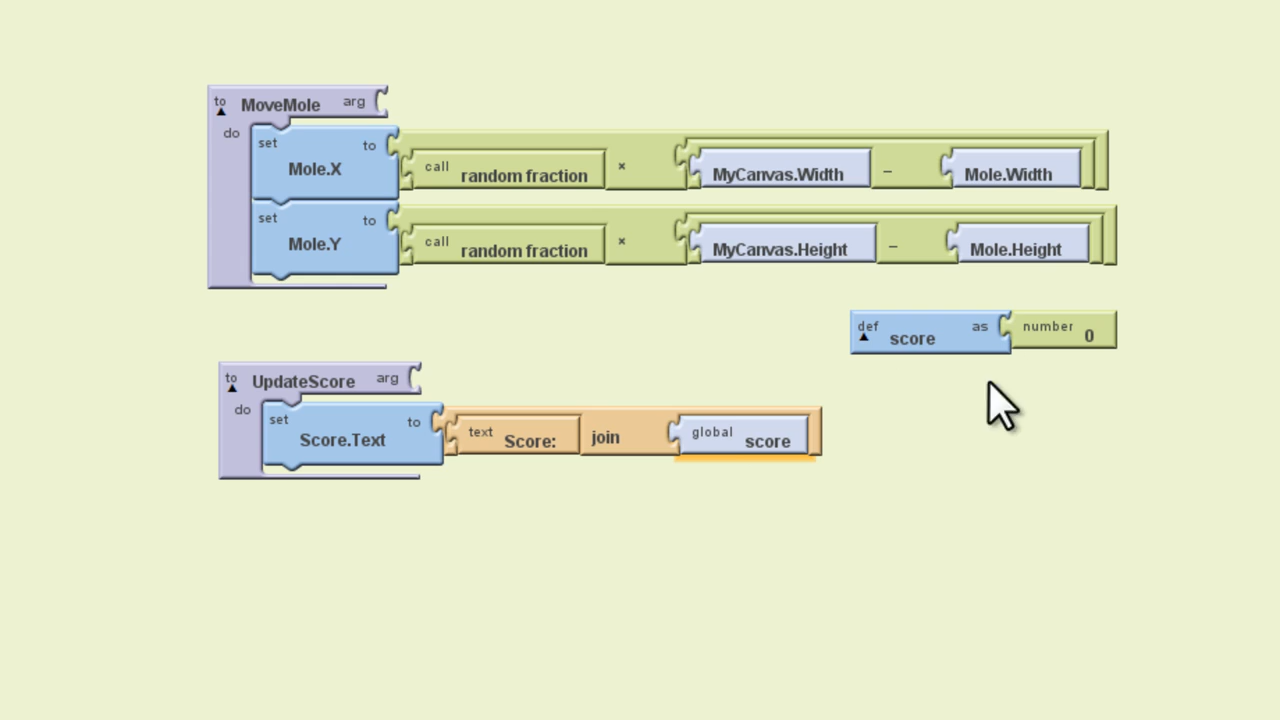 to MoveMole arg
do
set Mole.X to call random fraction × MyCanvas.Width – Mole.Width
set Mole.Y to call random fraction × MyCanvas.Height – Mole.Height
def score as number 0
to UpdateScore arg
do
set Score.Text to text Score: join global score